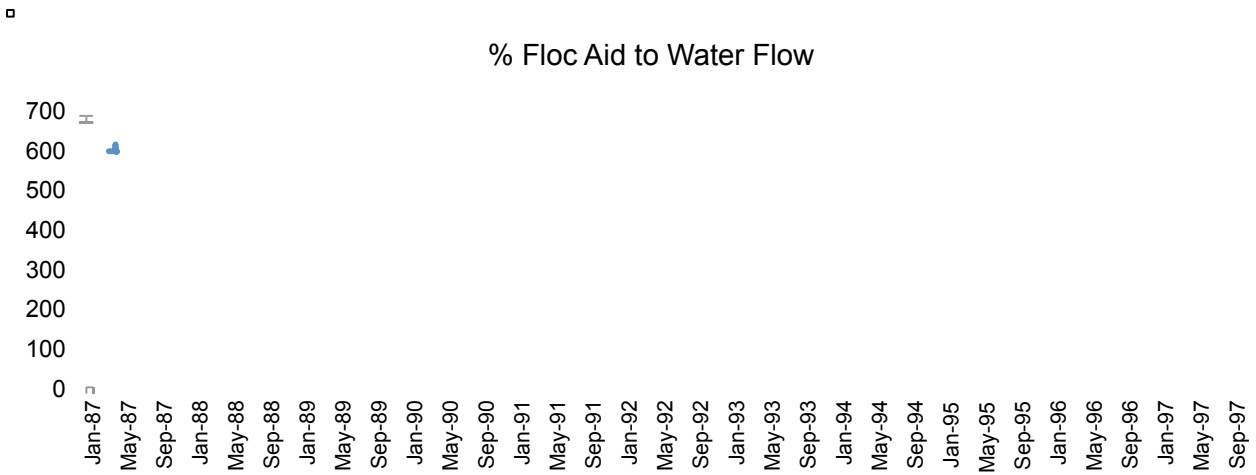 % Floc Aid to Water Flow
700
600
500
400
300
200
100
0
Jan-87
May-87
Sep-87
Jan-88
May-88
Sep-88
Jan-89
May-89
Sep-89
Jan-90
May-90
Sep-90
Jan-91
May-91
Sep-91
Jan-92
May-92
Sep-92
Jan-93
May-93
Sep-93
Jan-94
May-94
Sep-94
Jan-95
May-95
Sep-95
Jan-96
May-96
Sep-96
Jan-97
May-97
Sep-97